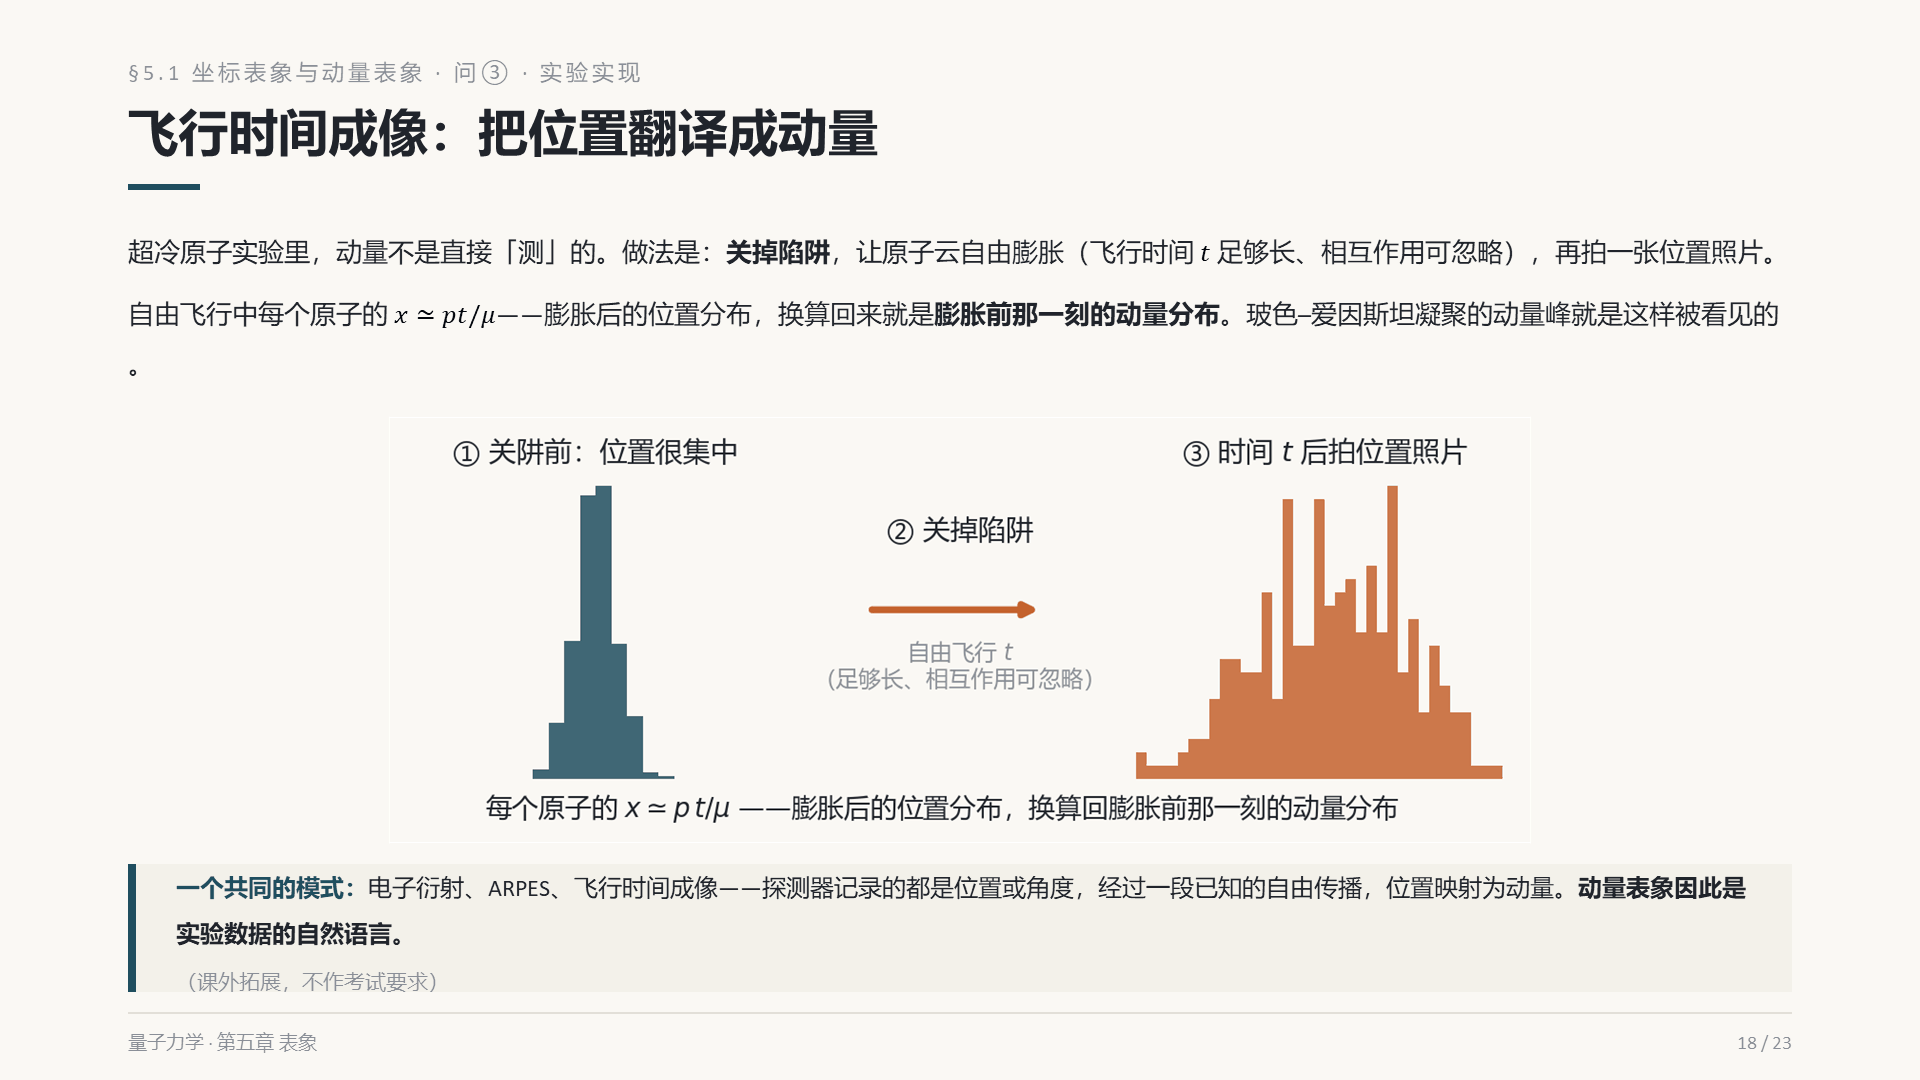 §5.1 坐标表象与动量表象 · 问③ · 实验实现
飞行时间成像：把位置翻译成动量
超冷原子实验里，动量不是直接「测」的。做法是：关掉陷阱，让原子云自由膨胀（飞行时间 t 足够长、相互作用可忽略），再拍一张位置照片。
自由飞行中每个原子的 x ≃ pt/μ——膨胀后的位置分布，换算回来就是膨胀前那一刻的动量分布。玻色–爱因斯坦凝聚的动量峰就是这样被看见的
。
① 关阱前：位置很集中
③ 时间 t 后拍位置照片
② 关掉陷阱
自由飞行 t
（足够长、相互作用可忽略）
每个原子的 x ≃ p t/μ ——膨胀后的位置分布，换算回膨胀前那一刻的动量分布
一个共同的模式：电子衍射、ARPES、飞行时间成像——探测器记录的都是位置或角度，经过一段已知的自由传播，位置映射为动量。动量表象因此是
实验数据的自然语言。
（课外拓展，不作考试要求）
量子力学 · 第五章 表象
18 / 23